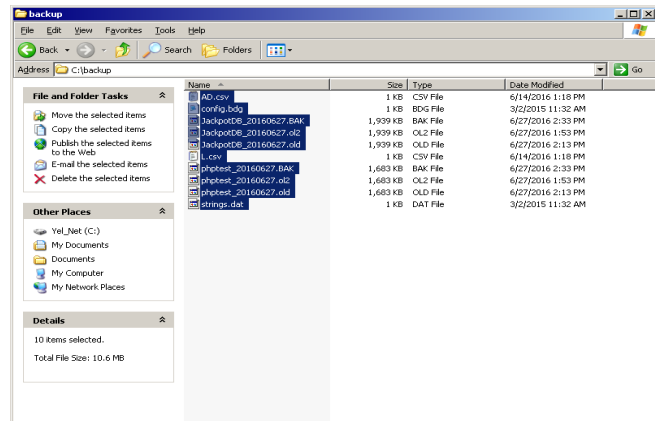 backup
File Edit View Favorites Tools Help
Back Search Folders
Address C:\backup Go
Name Size Type Date Modified
AD.csv 1 KB CSV File 6/14/2016 1:18 PM
config.bdg 1 KB BDG File 3/2/2015 11:32 AM
JackpotDB_20160627.BAK 1,939 KB BAK File 6/27/2016 2:33 PM
JackpotDB_20160627.ol2 1,939 KB OL2 File 6/27/2016 1:53 PM
JackpotDB_20160627.old 1,939 KB OLD File 6/27/2016 2:13 PM
L.csv 1 KB CSV File 6/14/2016 1:18 PM
phptest_20160627.BAK 1,683 KB BAK File 6/27/2016 2:33 PM
phptest_20160627.ol2 1,683 KB OL2 File 6/27/2016 1:53 PM
phptest_20160627.old 1,683 KB OLD File 6/27/2016 2:13 PM
strings.dat 1 KB DAT File 3/2/2015 11:32 AM
File and Folder Tasks
Move the selected items
Copy the selected items
Publish the selected items
to the Web
E-mail the selected items
Delete the selected items
Other Places
Yel_Net (C:)
My Documents
Documents
My Computer
My Network Places
Details
10 items selected.
Total File Size: 10.6 MB